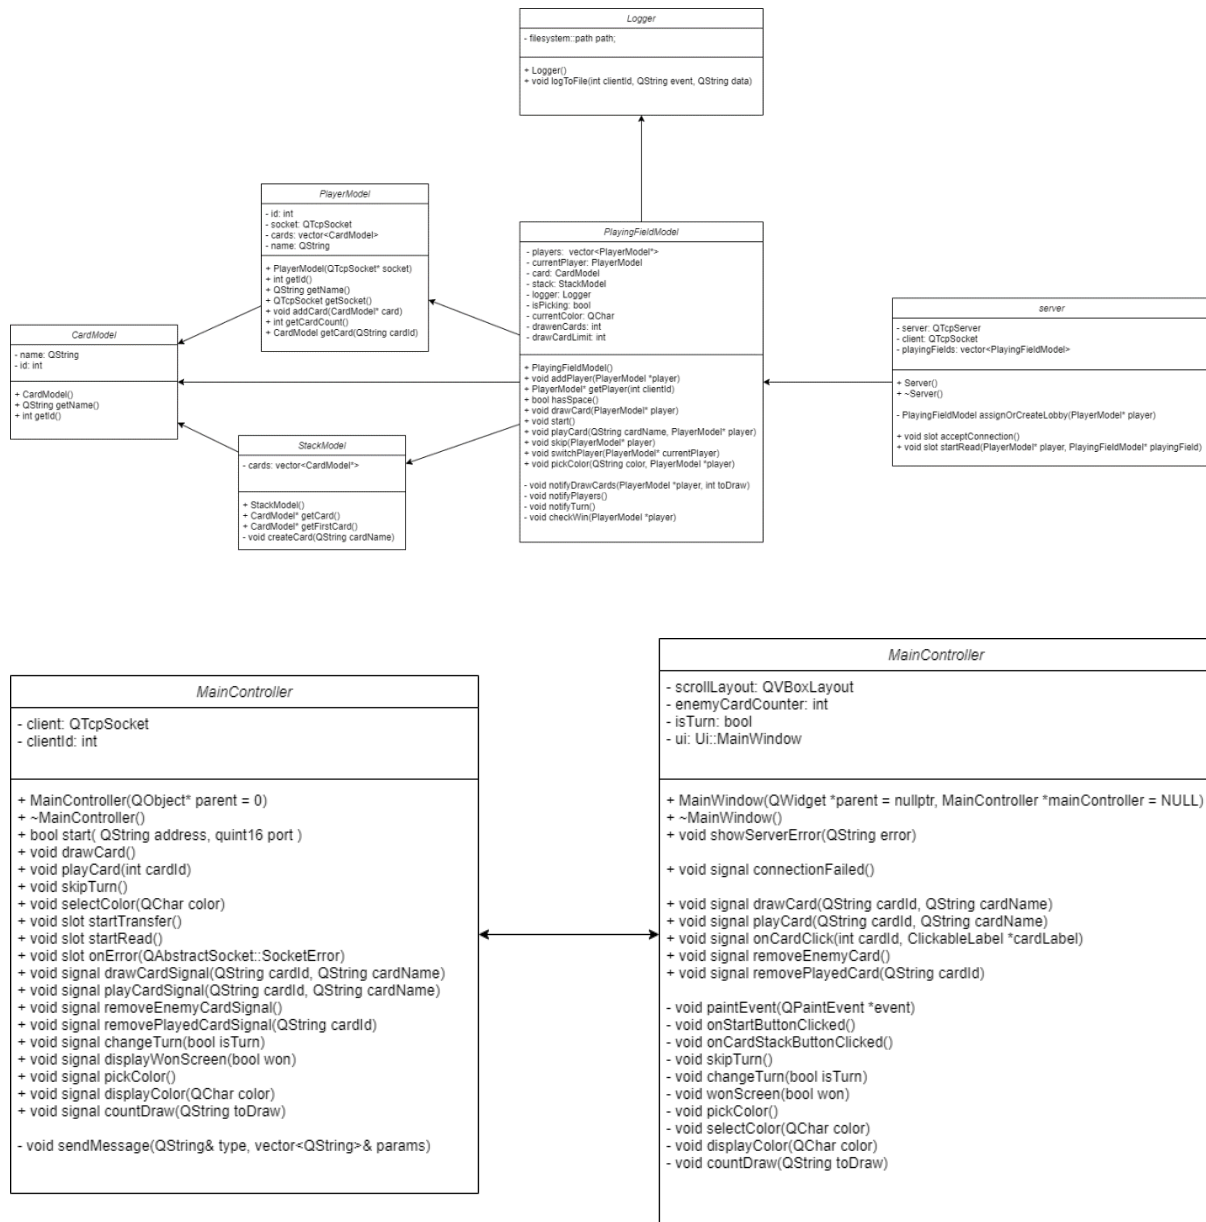 Logger
- filesystem::path path;
+ Logger()
+ void logToFile(int clientId, QString event, QString data)
PlayerModel
- id: int
- socket: QTcpSocket
- cards: vector<CardModel>
- name: QString
+ PlayerModel(QTcpSocket* socket)
+ int getId()
+ QString getName()
+ QTcpSocket getSocket()
+ void addCard(CardModel* card)
+ int getCardCount()
+ CardModel getCard(QString cardId)
PlayingFieldModel
- players:  vector<PlayerModel*>
- currentPlayer: PlayerModel
- card: CardModel
- stack: StackModel
- logger: Logger
- isPicking: bool
- currentColor: QChar
- drawenCards: int
- drawCardLimit: int
+ PlayingFieldModel()
+ void addPlayer(PlayerModel *player)
+ PlayerModel* getPlayer(int clientId)
+ bool hasSpace()
+ void drawCard(PlayerModel* player)
+ void start()
+ void playCard(QString cardName, PlayerModel* player)
+ void skip(PlayerModel* player)
+ void switchPlayer(PlayerModel* currentPlayer)
+ void pickColor(QString color, PlayerModel *player)
- void notifyDrawCards(PlayerModel *player, int toDraw)
- void notifyPlayers()
- void notifyTurn()
- void checkWin(PlayerModel *player)
server
- server: QTcpServer
- client: QTcpSocket
- playingFields: vector<PlayingFieldModel>
+ Server()
+ ~Server()
- PlayingFieldModel assignOrCreateLobby(PlayerModel* player)
+ void slot acceptConnection()
+ void slot startRead(PlayerModel* player, PlayingFieldModel* playingField)
CardModel
- name: QString
- id: int
+ CardModel()
+ QString getName()
+ int getId()
StackModel
- cards: vector<CardModel*>
+ StackModel()
+ CardModel* getCard()
+ CardModel* getFirstCard()
- void createCard(QString cardName)
MainController
- client: QTcpSocket
- clientId: int
+ MainController(QObject* parent = 0)
+ ~MainController()
+ bool start( QString address, quint16 port )
+ void drawCard()
+ void playCard(int cardId)
+ void skipTurn()
+ void selectColor(QChar color)
+ void slot startTransfer()
+ void slot startRead()
+ void slot onError(QAbstractSocket::SocketError)
+ void signal drawCardSignal(QString cardId, QString cardName)
+ void signal playCardSignal(QString cardId, QString cardName)
+ void signal removeEnemyCardSignal()
+ void signal removePlayedCardSignal(QString cardId)
+ void signal changeTurn(bool isTurn)
+ void signal displayWonScreen(bool won)
+ void signal pickColor()
+ void signal displayColor(QChar color)
+ void signal countDraw(QString toDraw)
- void sendMessage(QString& type, vector<QString>& params)
MainController
- scrollLayout: QVBoxLayout
- enemyCardCounter: int
- isTurn: bool
- ui: Ui::MainWindow
+ MainWindow(QWidget *parent = nullptr, MainController *mainController = NULL)
+ ~MainWindow()
+ void showServerError(QString error)
+ void signal connectionFailed()
+ void signal drawCard(QString cardId, QString cardName)
+ void signal playCard(QString cardId, QString cardName)
+ void signal onCardClick(int cardId, ClickableLabel *cardLabel)
+ void signal removeEnemyCard()
+ void signal removePlayedCard(QString cardId)
- void paintEvent(QPaintEvent *event)
- void onStartButtonClicked()
- void onCardStackButtonClicked()
- void skipTurn()
- void changeTurn(bool isTurn)
- void wonScreen(bool won)
- void pickColor()
- void selectColor(QChar color)
- void displayColor(QChar color)
- void countDraw(QString toDraw)